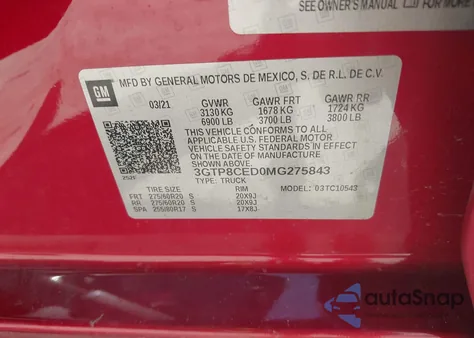 SEE OWNER'S MANUAL
FOR MORE
GM
MFD BY GENERAL MOTORS DE MEXICO, S. DE R.L. DE C.V.
03/21 GVWR GAWR FRT GAWR RR
3130 KG 1678 KG 1724 KG
6900 LB 3700 LB 3800 LB
THIS VEHICLE CONFORMS TO ALL
APPLICABLE U.S. FEDERAL MOTOR
VEHICLE SAFETY STANDARDS IN EFFECT
ON THE DATE OF MANUFACTURE
SHOWN ABOVE.
3GTP8CED0MG275843
TYPE: TRUCK
TIRE SIZE RIM MODEL: 03TC10543
FRT 275/60R20 S 20X9J
RR 275/60R20 S 20X9J
SPA 255/80R17 S 17X8J
autoSnap